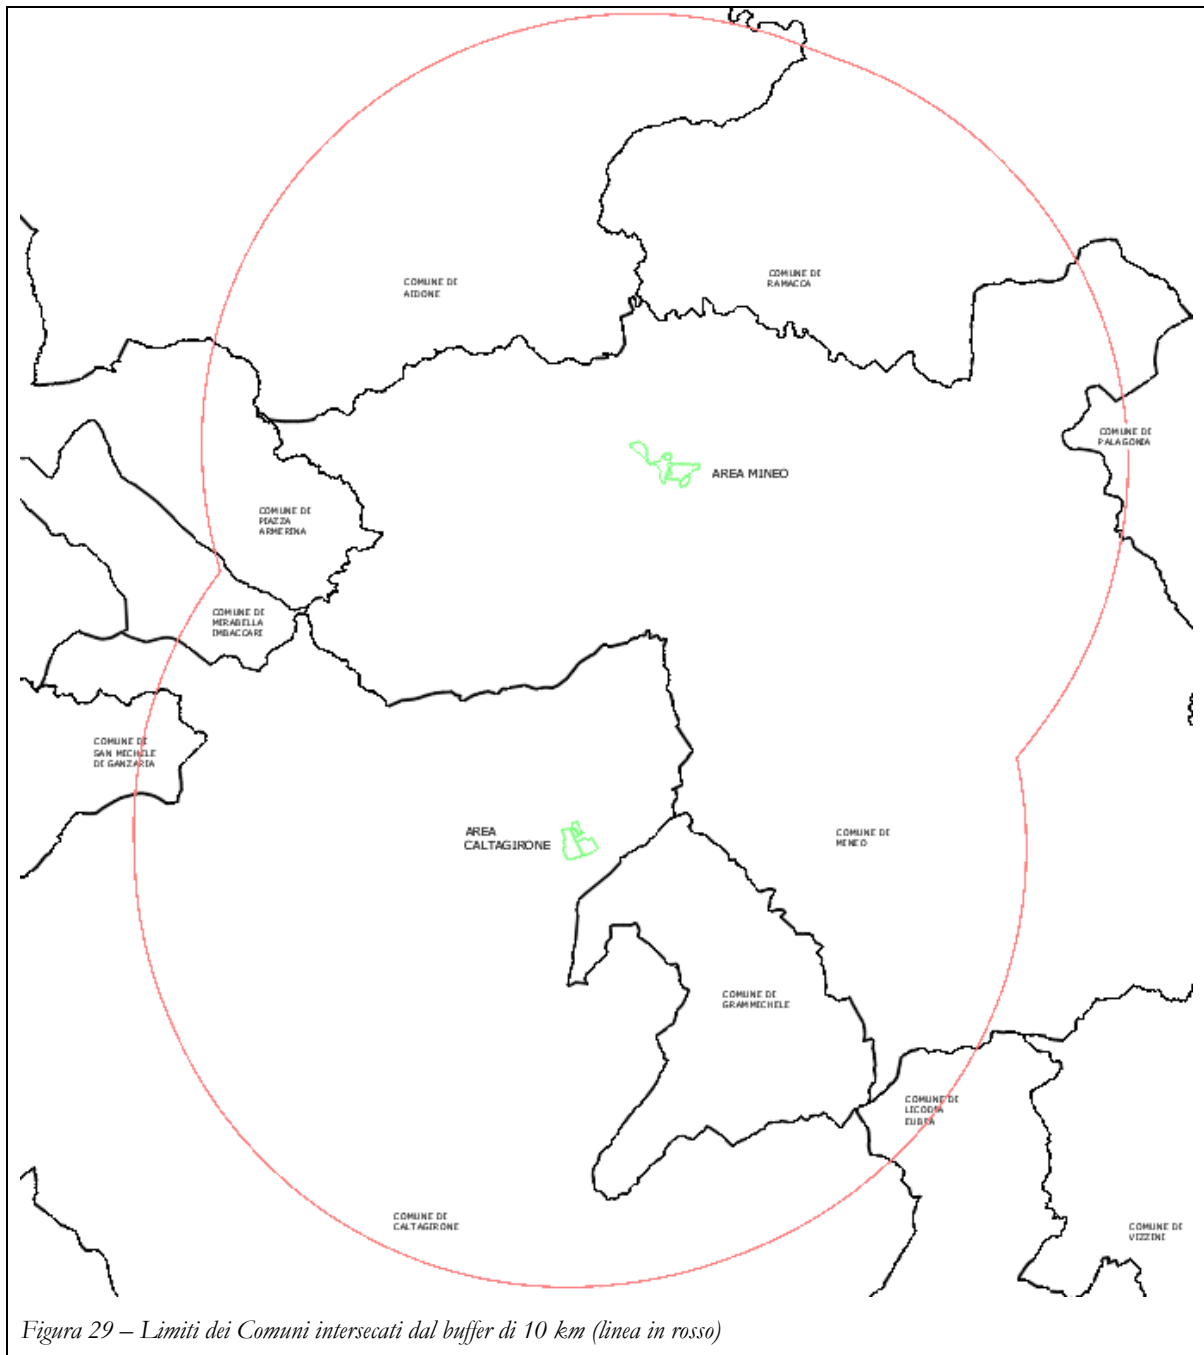 COMUNE DI
AIDONE
COMUNE DI
RAMACCA
COMUNE DI
PALAGONIA
AREA MINEO
COMUNE DI
PIAZZA
ARMERINA
COMUNE DI
MIRABELLA
IMBACCARI
COMUNE DI
SAN MICHELE
DI GANZARIA
AREA
CALTAGIRONE
COMUNE DI
MINEO
COMUNE DI
GRAMMICHELE
COMUNE DI
LICODIA
EUBEA
COMUNE DI
CALTAGIRONE
COMUNE DI
VIZZINI
Figura 29 – Limiti dei Comuni intersecati dal buffer di 10 km (linea in rosso)